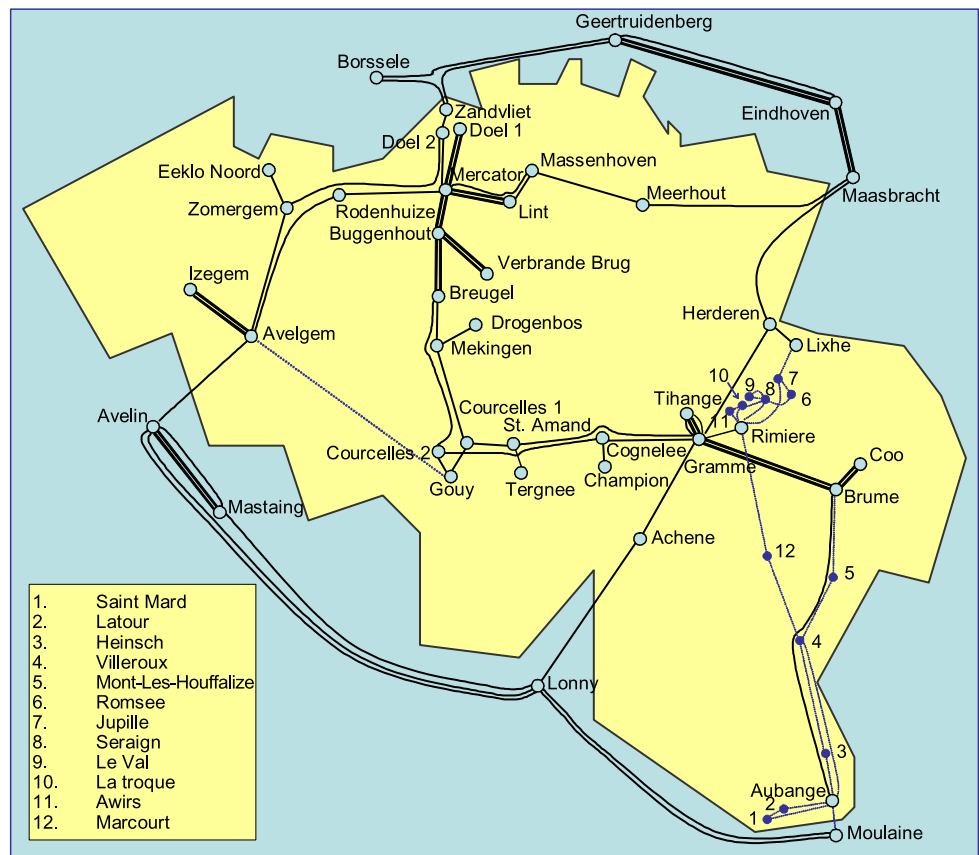 Geertruidenberg
Borssele
Eindhoven
Zandvliet
Doel 1
Doel 2
Massenhoven
Eeklo Noord
Mercator
Meerhout
Maasbracht
Zomergem
Rodenhuize
Lint
Buggenhout
Verbrande Brug
Izegem
Breugel
Drogenbos
Herderen
Avelgem
Mekingen
Lixhe
7
10
9
8
6
Tihange
11
Avelin
Courcelles 1
St. Amand
Rimiere
Courcelles 2
Cognelee
Gramme
Coo
Gouy
Tergnee
Champion
Brume
Mastaing
Achene
12
5
4
1. Saint Mard
2. Latour
3. Heinsch
4. Villeroux
5. Mont-Les-Houffalize
6. Romsee
7. Jupille
8. Seraign
9. Le Val
10. La troque
11. Awirs
12. Marcourt
Lonny
3
Aubange
2
1
Moulaine